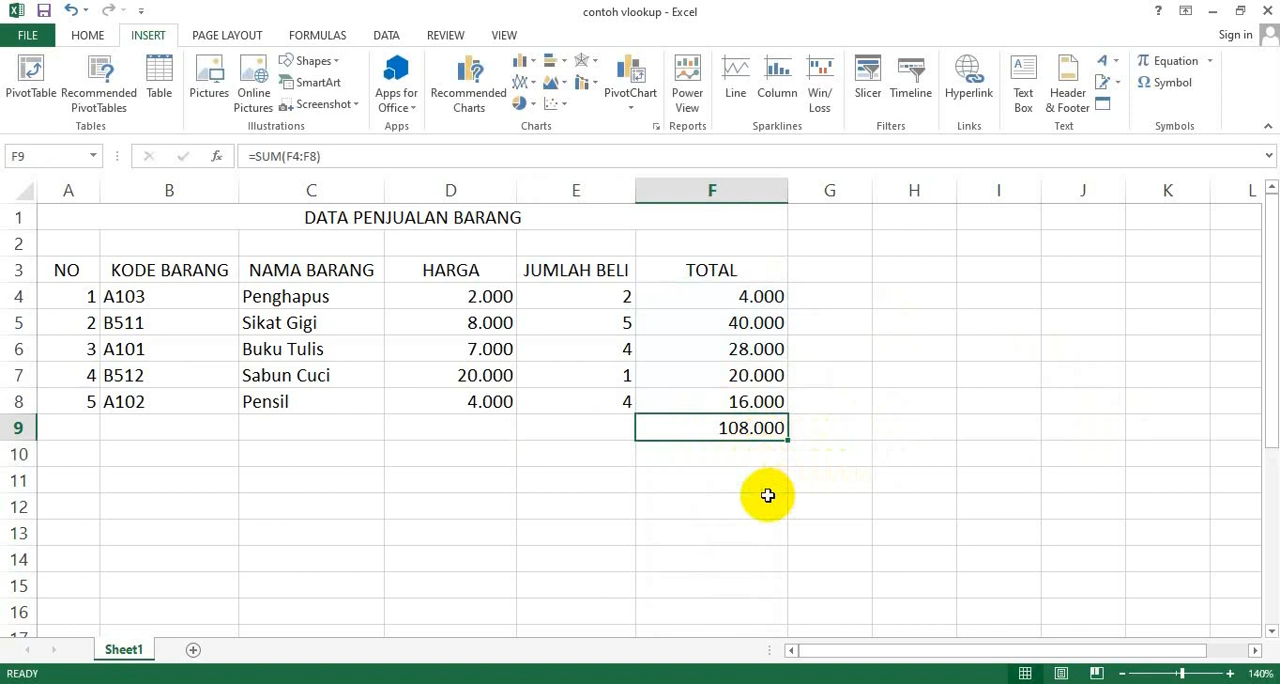 contoh vlookup - Excel
?
Sign in
FILE HOME INSERT PAGE LAYOUT FORMULAS DATA REVIEW VIEW
PivotTable Recommended PivotTables Table
Tables
Pictures Online Pictures Shapes SmartArt Screenshot
Illustrations
Apps for Office
Apps
Recommended Charts PivotChart
Charts
Power View
Reports
Line Column Win/Loss
Sparklines
Slicer Timeline
Filters
Hyperlink
Links
Text Box Header & Footer
Text
π Equation
Ω Symbol
Symbols
F9 fx =SUM(F4:F8)
A B C D E F G H I J K L
1 DATA PENJUALAN BARANG
2
3 NO KODE BARANG NAMA BARANG HARGA JUMLAH BELI TOTAL
4 1 A103 Penghapus 2.000 2 4.000
5 2 B511 Sikat Gigi 8.000 5 40.000
6 3 A101 Buku Tulis 7.000 4 28.000
7 4 B512 Sabun Cuci 20.000 1 20.000
8 5 A102 Pensil 4.000 4 16.000
9 108.000
10
11
12
13
14
15
16
17
Sheet1
READY 140%